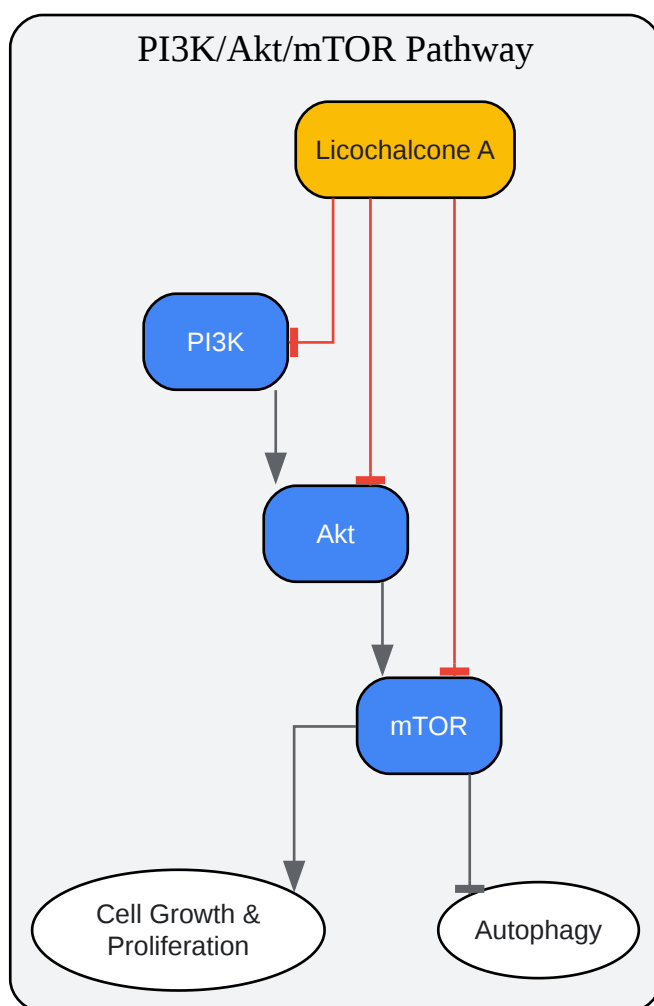 PI3K/Akt/mTOR Pathway
Licochalcone A
PI3K
Akt
mTOR
Cell Growth &
Proliferation
Autophagy